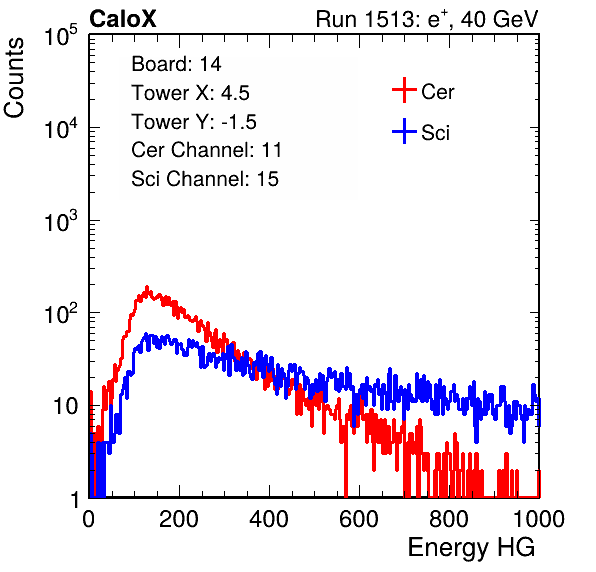 CaloX Run 1513: e⁺, 40 GeV
Counts
Board: 14
Tower X: 4.5
Tower Y: -1.5
Cer Channel: 11
Sci Channel: 15
Cer
Sci
10⁵
10⁴
10³
10²
10
1
0 200 400 600 800 1000
Energy HG